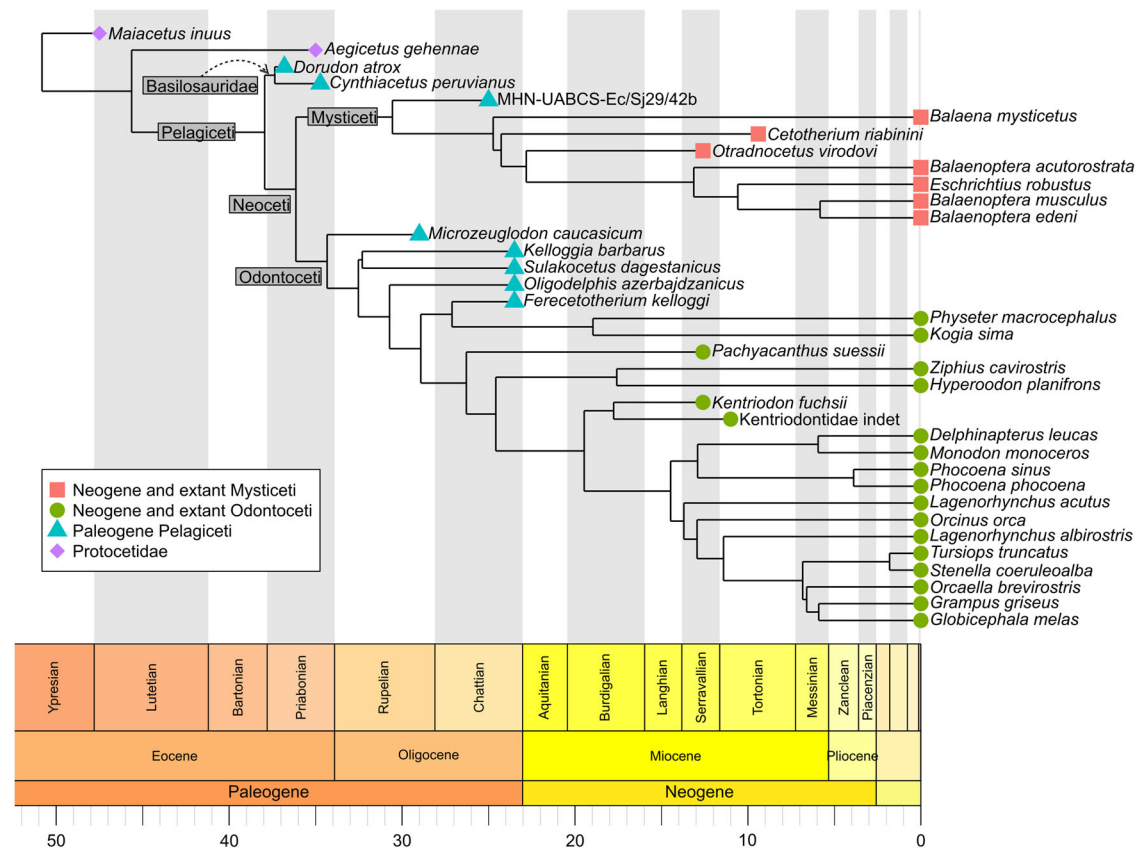 Maiacetus inuus
Aegicetus gehennae
Dorudon atrox
Basilosauridae
Cynthiacetus peruvianus
MHN-UABCS-Ec/Sj29/42b
Mysticeti
Balaena mysticetus
Pelagiceti
Cetotherium riabinini
Otradnocetus virodovi
Balaenoptera acutorostrata
Eschrichtius robustus
Neoceti
Balaenoptera musculus
Balaenoptera edeni
Microzeuglodon caucasicum
Kelloggia barbarus
Odontoceti
Sulakocetus dagestanicus
Oligodelphis azerbajdzanicus
Ferecetotherium kelloggi
Physeter macrocephalus
Kogia sima
Pachyacanthus suessii
Ziphius cavirostris
Hyperoodon planifrons
Kentriodon fuchsii
Kentriodontidae indet
Delphinapterus leucas
Monodon monoceros
Phocoena sinus
Phocoena phocoena
Lagenorhynchus acutus
Orcinus orca
Lagenorhynchus albirostris
Tursiops truncatus
Stenella coeruleoalba
Orcaella brevirostris
Grampus griseus
Globicephala melas
Neogene and extant Mysticeti
Neogene and extant Odontoceti
Paleogene Pelagiceti
Protocetidae
Ypresian
Lutetian
Bartonian
Priabonian
Rupelian
Chattian
Aquitanian
Burdigalian
Langhian
Serravallian
Tortonian
Messinian
Zanclean
Piacenzian
Eocene
Oligocene
Miocene
Pliocene
Paleogene
Neogene
50
40
30
20
10
0